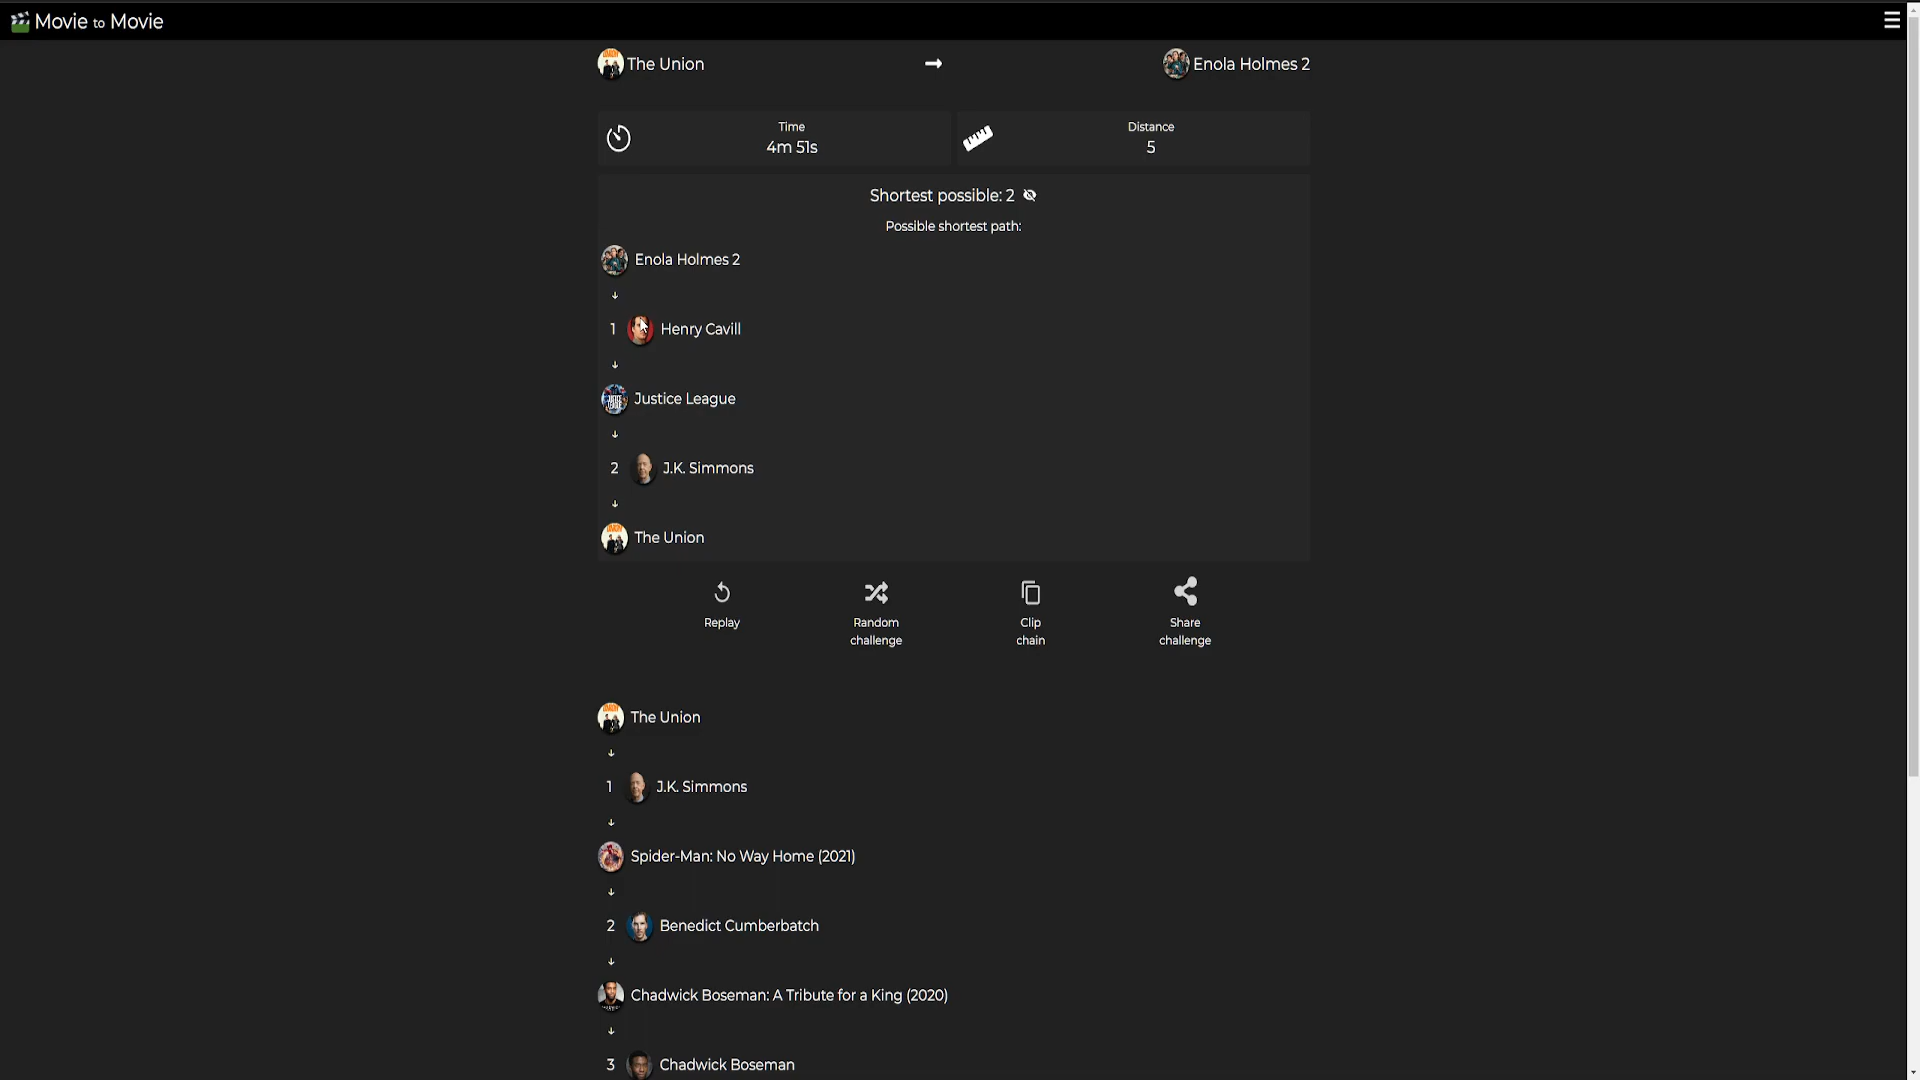 Movie to Movie
The Union
Enola Holmes 2
Time
4m 51s
Distance
5
Shortest possible: 2
Possible shortest path:
Enola Holmes 2
1 Henry Cavill
Justice League
2 J.K. Simmons
The Union
Replay
Random
challenge
Clip
chain
Share
challenge
The Union
1 J.K. Simmons
Spider-Man: No Way Home (2021)
2 Benedict Cumberbatch
Chadwick Boseman: A Tribute for a King (2020)
3 Chadwick Boseman